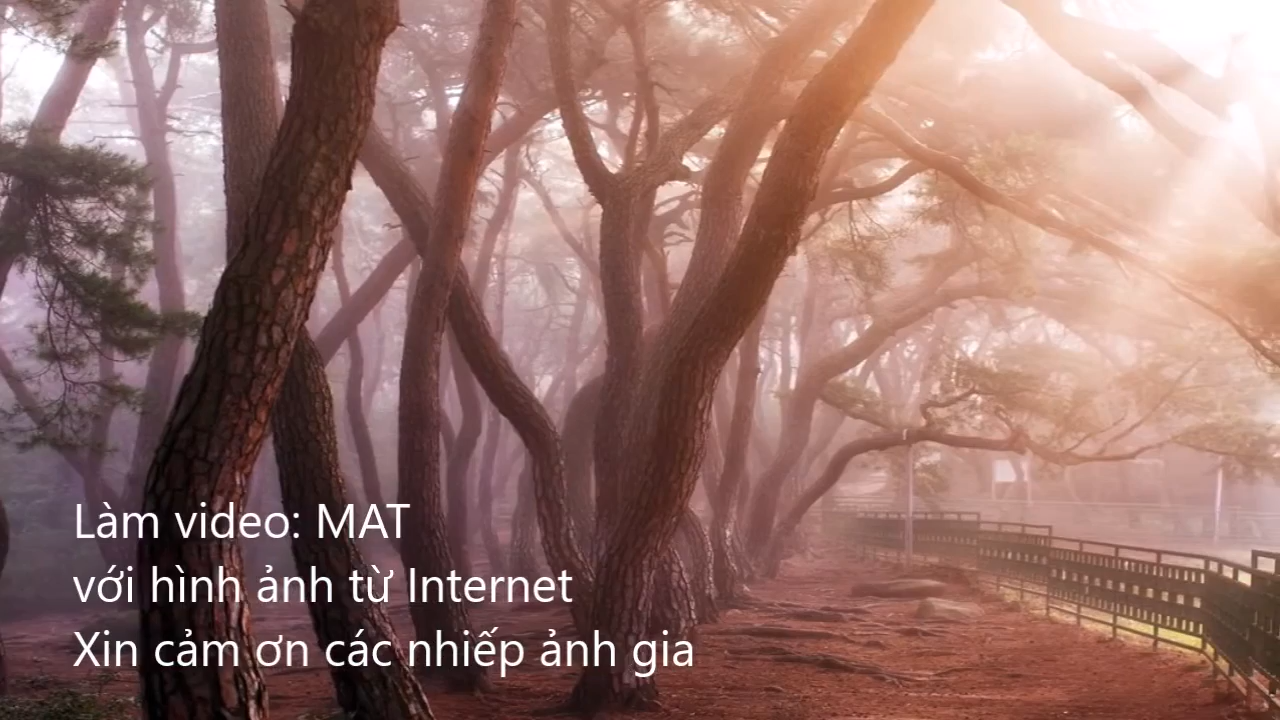 Làm video: MAT
với hình ảnh từ Internet
Xin cảm ơn các nhiếp ảnh gia